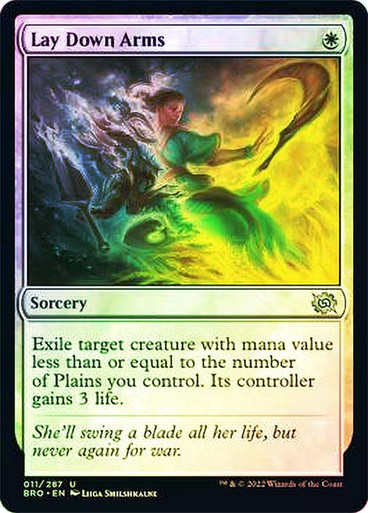 Lay Down Arms
Sorcery
Exile target creature with mana value
less than or equal to the number
of Plains you control. Its controller
gains 3 life.
She'll swing a blade all her life, but
never again for war.
011/287 U
BRO • EN Liiga Smilshkalne
™ & © 2022 Wizards of the Coast